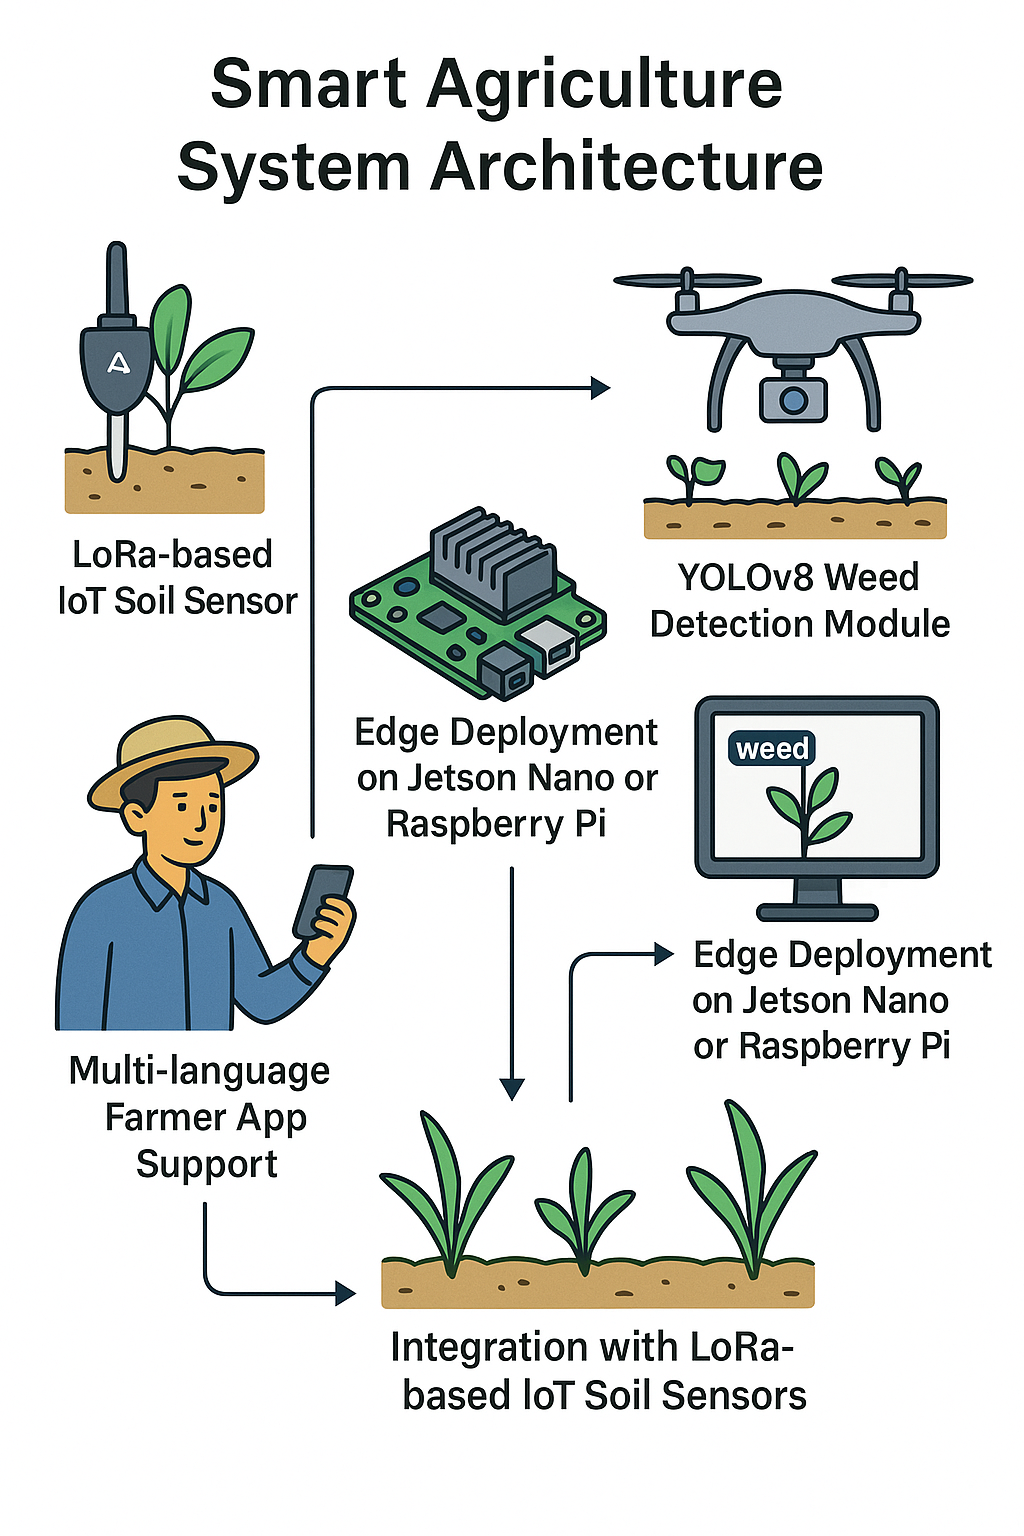 Smart Agriculture
System Architecture
A
LoRa-based
IoT Soil Sensor
YOLOv8 Weed
Detection Module
Edge Deployment
on Jetson Nano or
Raspberry Pi
weed
Edge Deployment
on Jetson Nano
or Raspberry Pi
Multi-language
Farmer App
Support
Integration with LoRa-
based IoT Soil Sensors